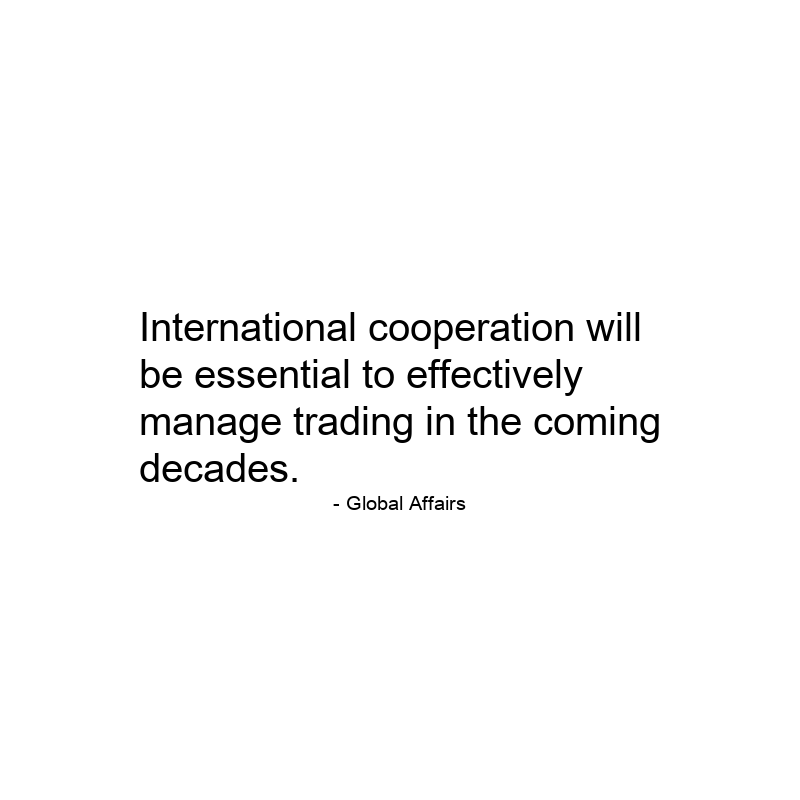 International cooperation will
be essential to effectively
manage trading in the coming
decades.
- Global Affairs